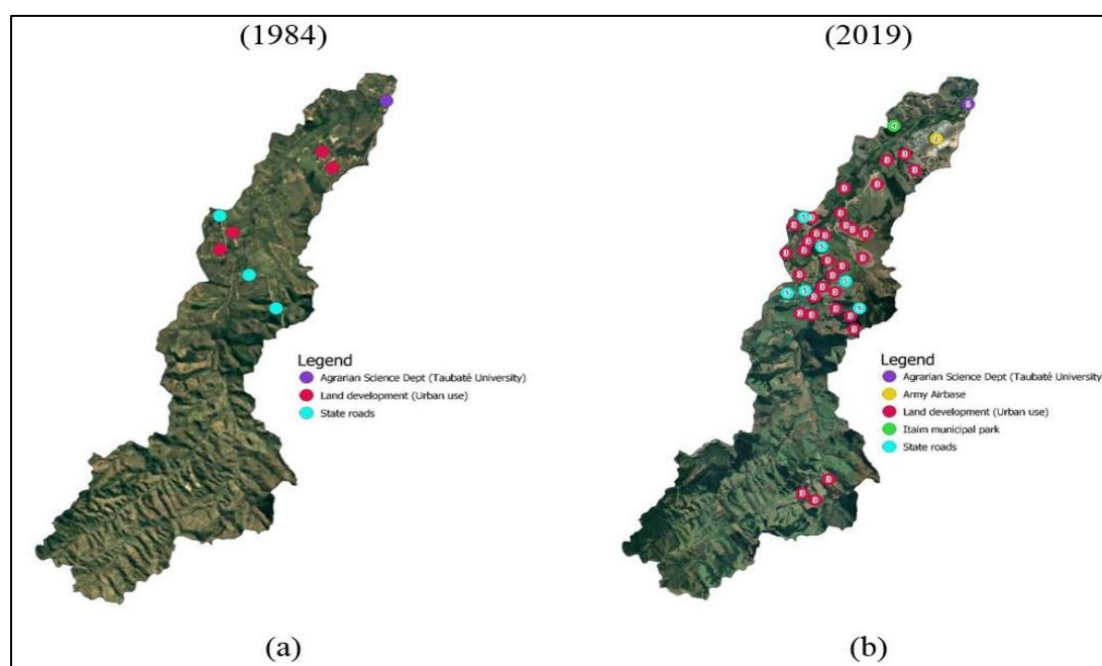 (1984)
(2019)
Legend
Agrarian Science Dept (Taubaté University)
Land development (Urban use)
State roads
Legend
Agrarian Science Dept (Taubaté University
Army Airbase
Land development (Urban use)
Itaim municipal park
State roads
(a)
(b)